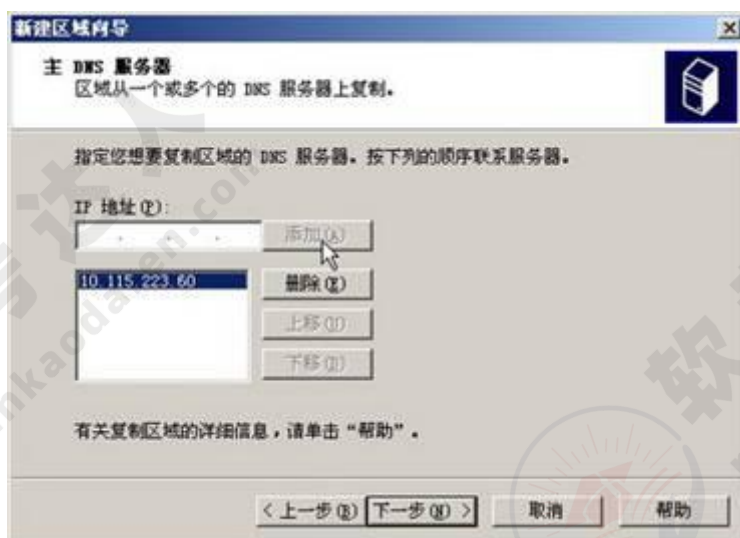 新建区域向导
主 DNS 服务器
区域从一个或多个的 DNS 服务器上复制。
指定您想要复制区域的 DNS 服务器。按下列的顺序联系服务器。
IP 地址(P):
添加(A)
10.115.223.60
删除(E)
上移(U)
下移(D)
有关复制区域的详细信息，请单击“帮助”。
< 上一步(B)
下一步(N) >
取消
帮助